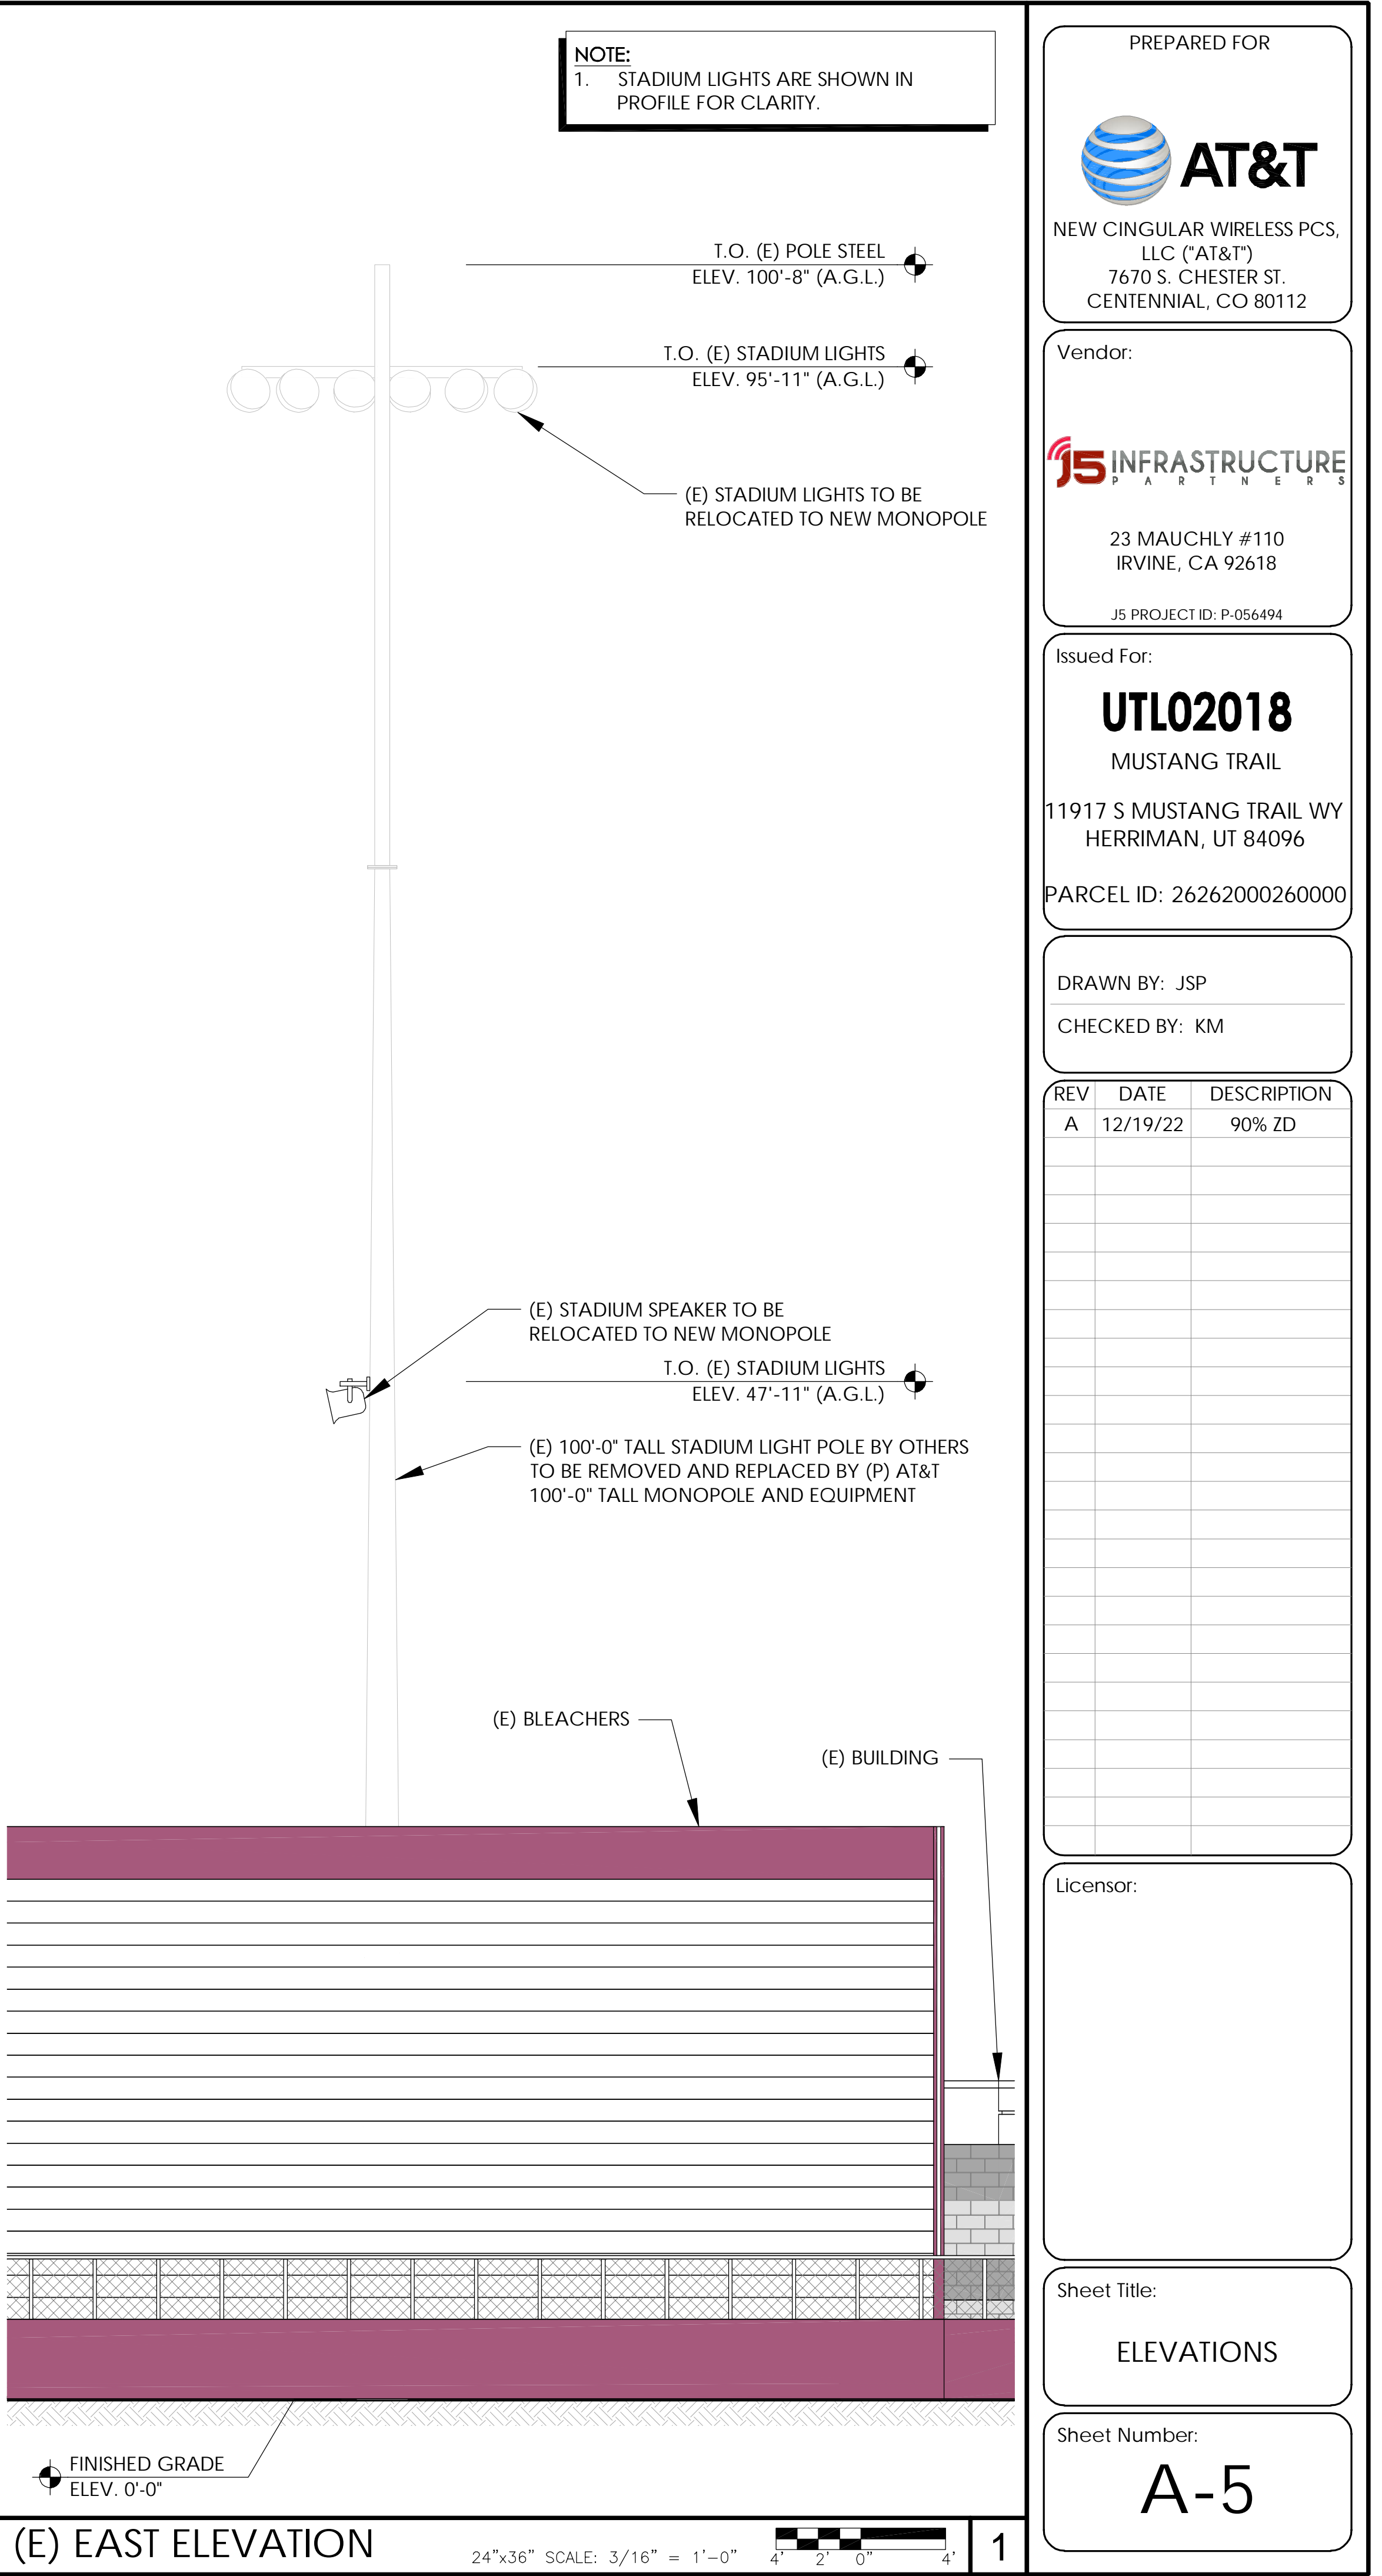 NOTE:
1. STADIUM LIGHTS ARE SHOWN IN
PROFILE FOR CLARITY.
T.O. (E) POLE STEEL
ELEV. 100'-8" (A.G.L.)
T.O. (E) STADIUM LIGHTS
ELEV. 95'-11" (A.G.L.)
(E) STADIUM LIGHTS TO BE
RELOCATED TO NEW MONOPOLE
(E) STADIUM SPEAKER TO BE
RELOCATED TO NEW MONOPOLE
T.O. (E) STADIUM LIGHTS
ELEV. 47'-11" (A.G.L.)
(E) 100'-0" TALL STADIUM LIGHT POLE BY OTHERS
TO BE REMOVED AND REPLACED BY (P) AT&T
100'-0" TALL MONOPOLE AND EQUIPMENT
(E) BLEACHERS
(E) BUILDING
FINISHED GRADE
ELEV. 0'-0"
(E) EAST ELEVATION
24"x36" SCALE: 3/16" = 1'-0"
4' 2' 0" 4'
1
PREPARED FOR
AT&T
NEW CINGULAR WIRELESS PCS,
LLC ("AT&T")
7670 S. CHESTER ST.
CENTENNIAL, CO 80112
Vendor:
J5 INFRASTRUCTURE
PARTNERS
23 MAUCHLY #110
IRVINE, CA 92618
J5 PROJECT ID: P-056494
Issued For:
UTL02018
MUSTANG TRAIL
11917 S MUSTANG TRAIL WY
HERRIMAN, UT 84096
PARCEL ID: 26262000260000
DRAWN BY: JSP
CHECKED BY: KM
REV DATE DESCRIPTION
A 12/19/22 90% ZD
Licensor:
Sheet Title:
ELEVATIONS
Sheet Number:
A-5